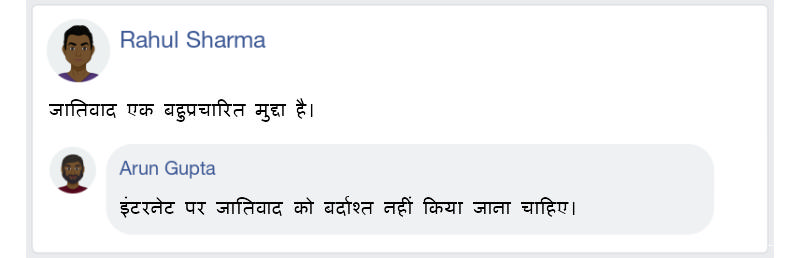 Rahul Sharma
जातिवाद एक बहुप्रचारित मुद्दा है।
Arun Gupta
इंटरनेट पर जातिवाद को बर्दाश्त नहीं किया जाना चाहिए।